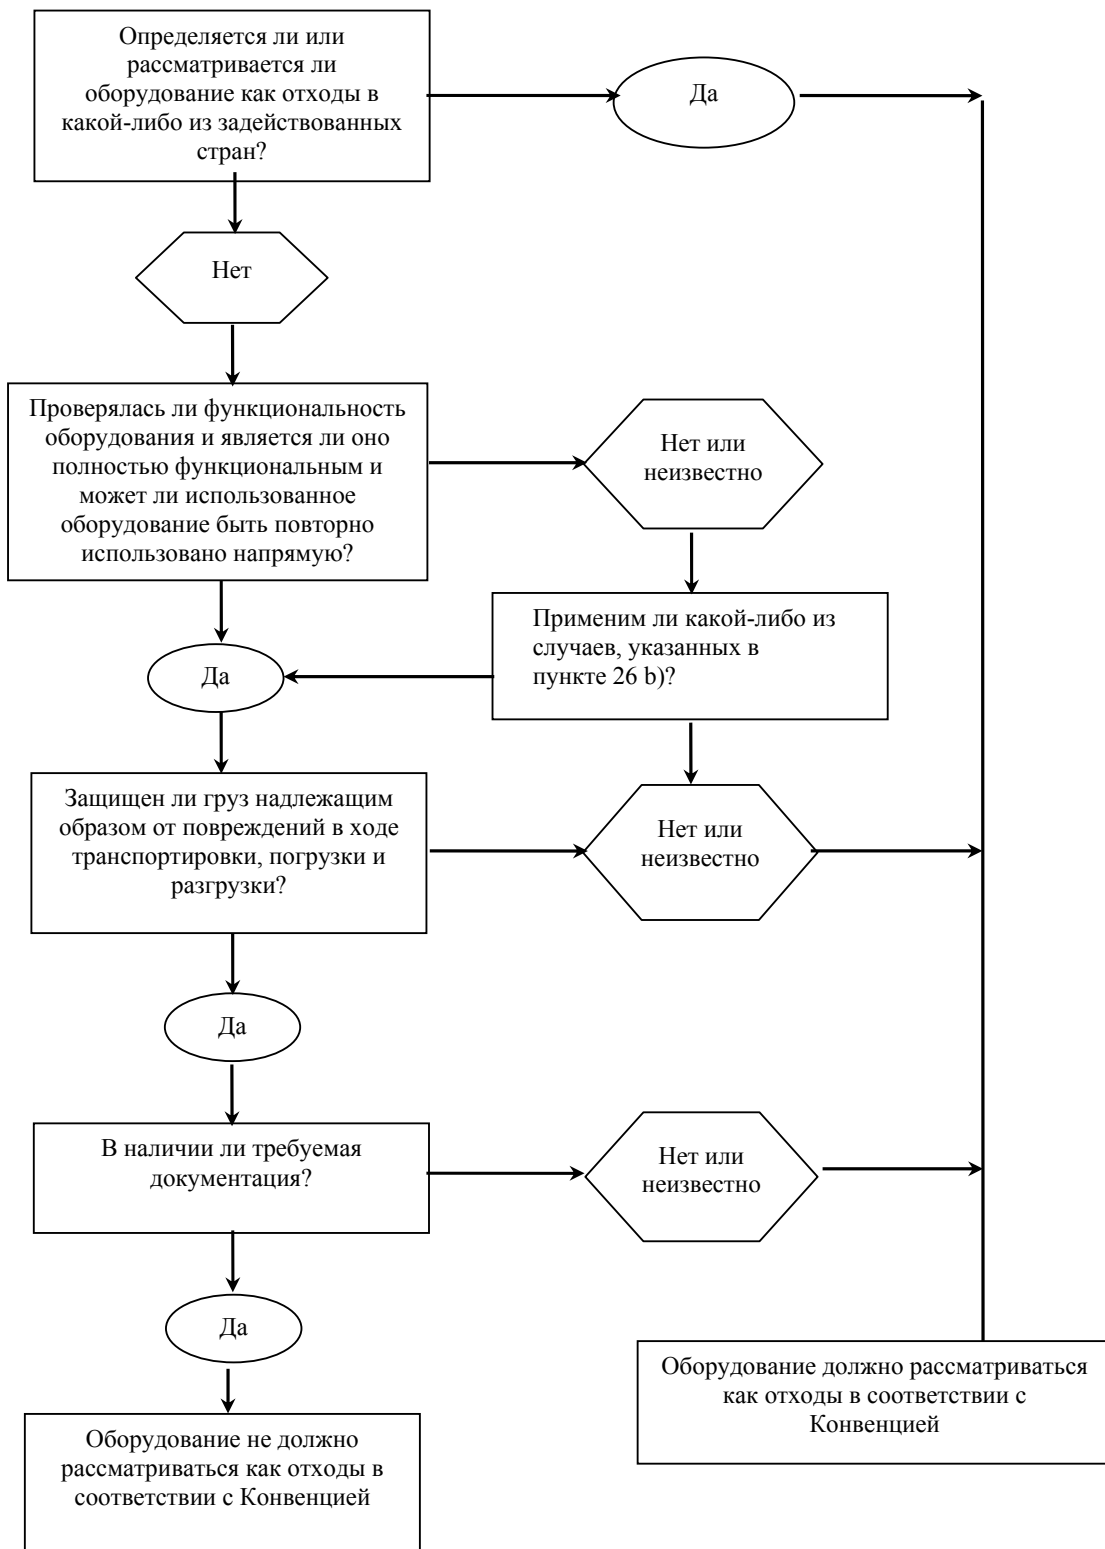 Определяется ли или
рассматривается ли
оборудование как отходы в
какой-либо из задействованных
стран?
Да
Нет
Проверялась ли функциональность
оборудования и является ли оно
полностью функциональным и
может ли использованное
оборудование быть повторно
использовано напрямую?
Нет или
неизвестно
Применим ли какой-либо из
случаев, указанных в
пункте 26 b)?
Да
Защищен ли груз надлежащим
образом от повреждений в ходе
транспортировки, погрузки и
разгрузки?
Нет или
неизвестно
Да
В наличии ли требуемая
документация?
Нет или
неизвестно
Да
Оборудование должно рассматриваться
как отходы в соответствии с
Конвенцией
Оборудование не должно
рассматриваться как отходы в
соответствии с Конвенцией